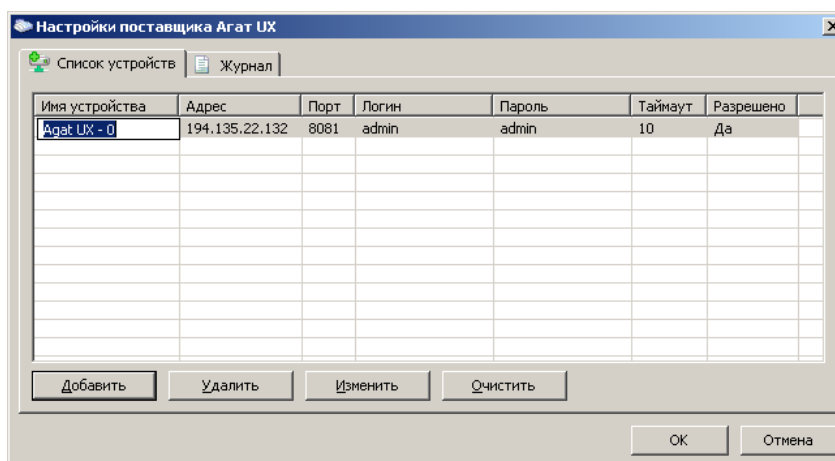 Настройки поставщика Агат UX
Список устройств Журнал
Имя устройства Адрес Порт Логин Пароль Таймаут Разрешено
Agat UX - 0 194.135.22.132 8081 admin admin 10 Да
Добавить Удалить Изменить Очистить
OK Отмена